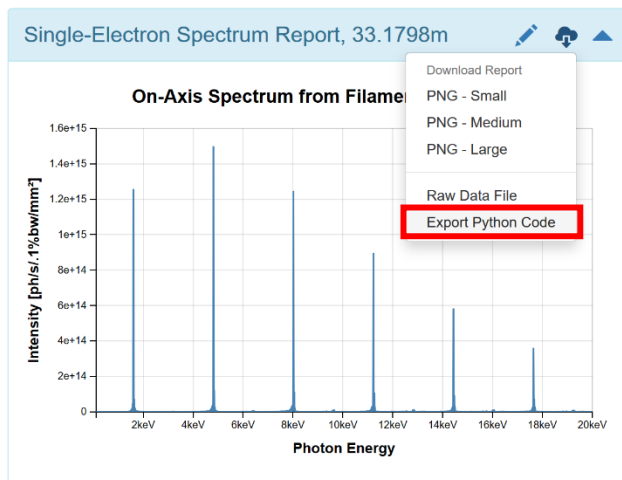 Single-Electron Spectrum Report, 33.1798m
Download Report
PNG - Small
PNG - Medium
PNG - Large
Raw Data File
Export Python Code
On-Axis Spectrum from Filame
Intensity [ph/s/.1%bw/mm²]
1.6e+15
1.4e+15
1.2e+15
1e+15
8e+14
6e+14
4e+14
2e+14
0
2keV 4keV 6keV 8keV 10keV 12keV 14keV 16keV 18keV 20keV
Photon Energy